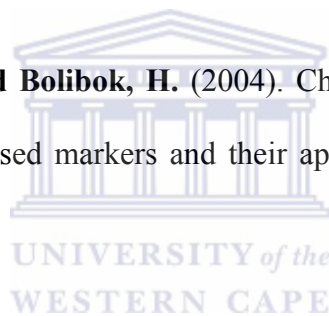 d Bolibok, H. (2004). Ch
sed markers and their ap
UNIVERSITY of the
WESTERN CAPE